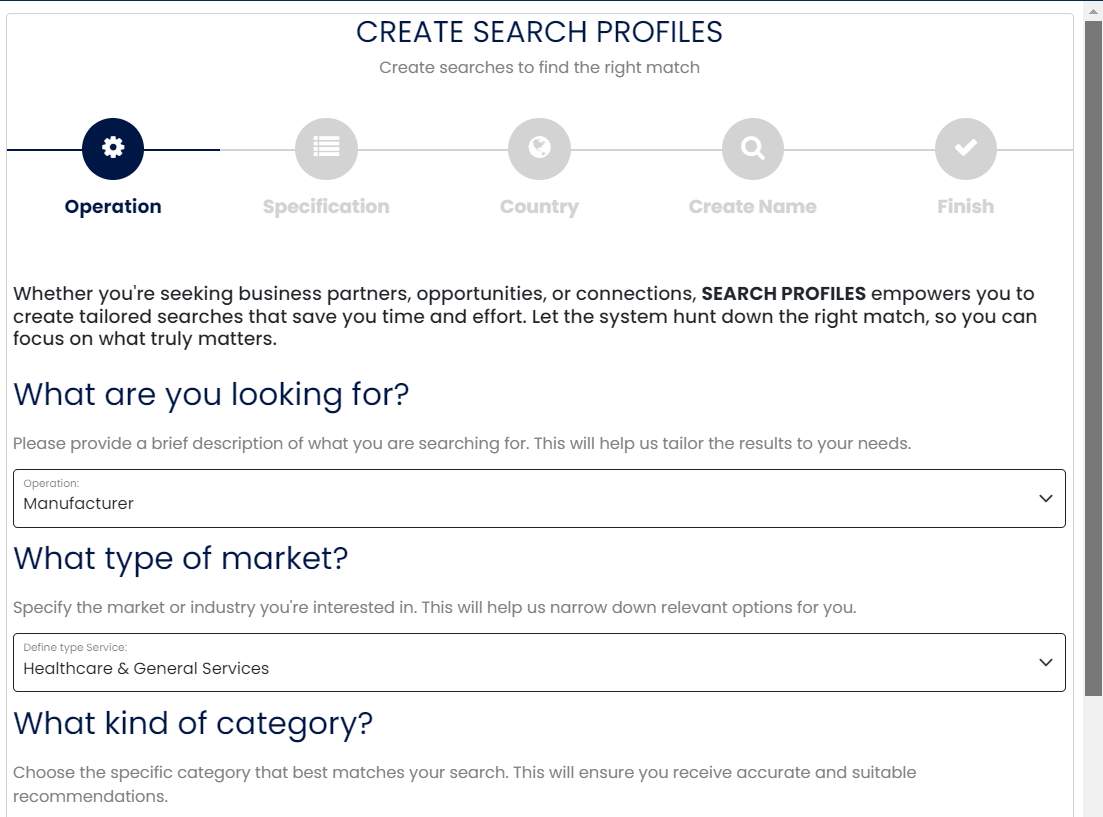 CREATE SEARCH PROFILES
Create searches to find the right match
Operation
Specification
Country
Create Name
Finish
Whether you're seeking business partners, opportunities, or connections, SEARCH PROFILES empowers you to
create tailored searches that save you time and effort. Let the system hunt down the right match, so you can
focus on what truly matters.
What are you looking for?
Please provide a brief description of what you are searching for. This will help us tailor the results to your needs.
Operation:
Manufacturer
What type of market?
Specify the market or industry you're interested in. This will help us narrow down relevant options for you.
Define type Service:
Healthcare & General Services
What kind of category?
Choose the specific category that best matches your search. This will ensure you receive accurate and suitable
recommendations.